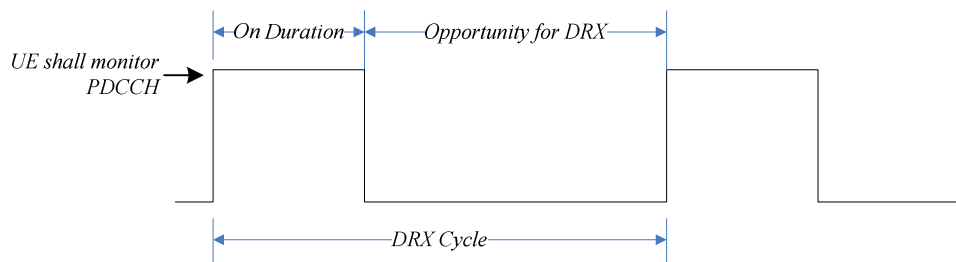 On Duration
Opportunity for DRX
UE shall monitor
PDCCH
DRX Cycle